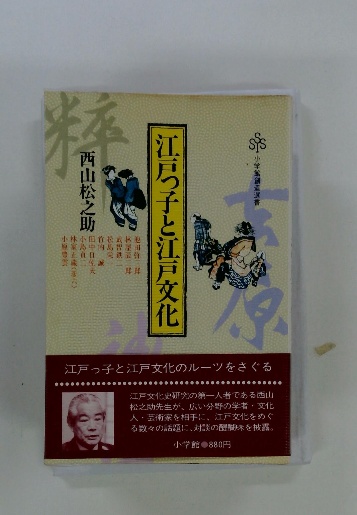 小学館創造選書
江戸っ子と江戸文化
西山松之助
粋
吉原
江戸っ子と江戸文化のルーツをさぐる
江戸文化史研究の第一人者である西山
松之助先生が、広い分野の学者・文化
人・芸術家を相手に、江戸文化をめぐ
る数々の話題に、対談の醍醐味を披露。
小学館●880円